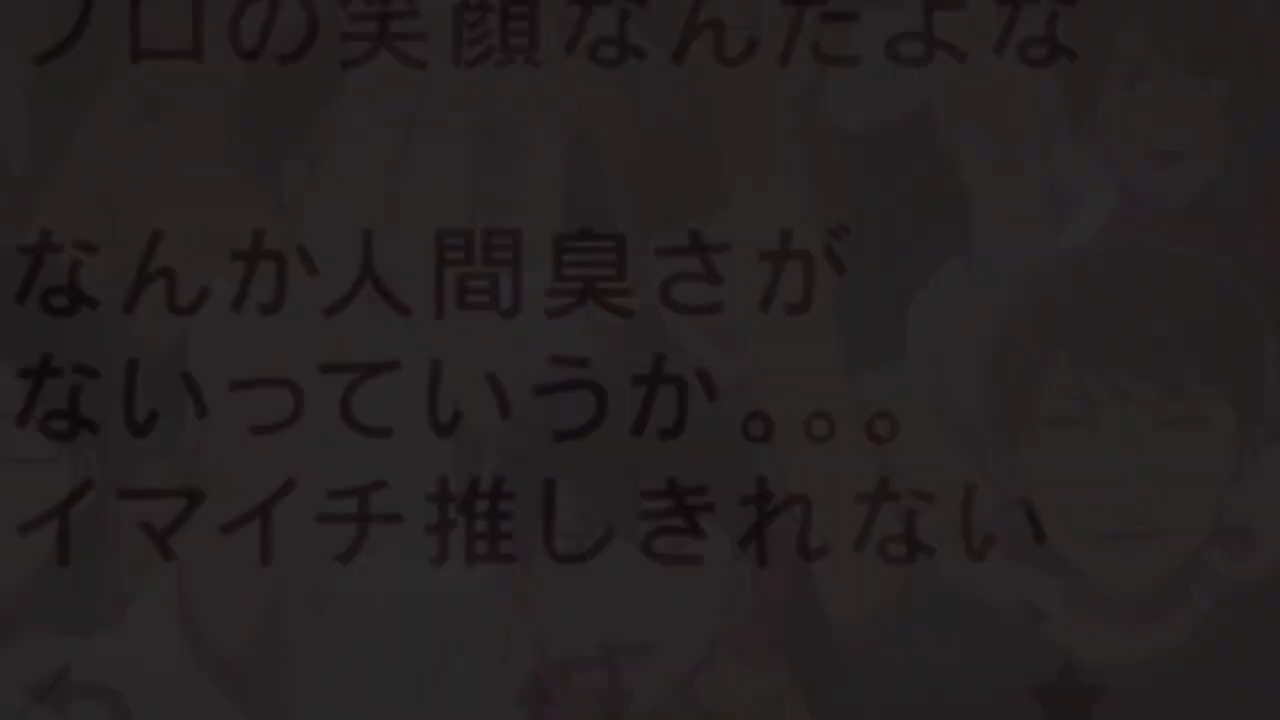 プロの笑顔なんだよな
なんか人間臭さが
ないっていうか。。。
イマイチ推しきれない